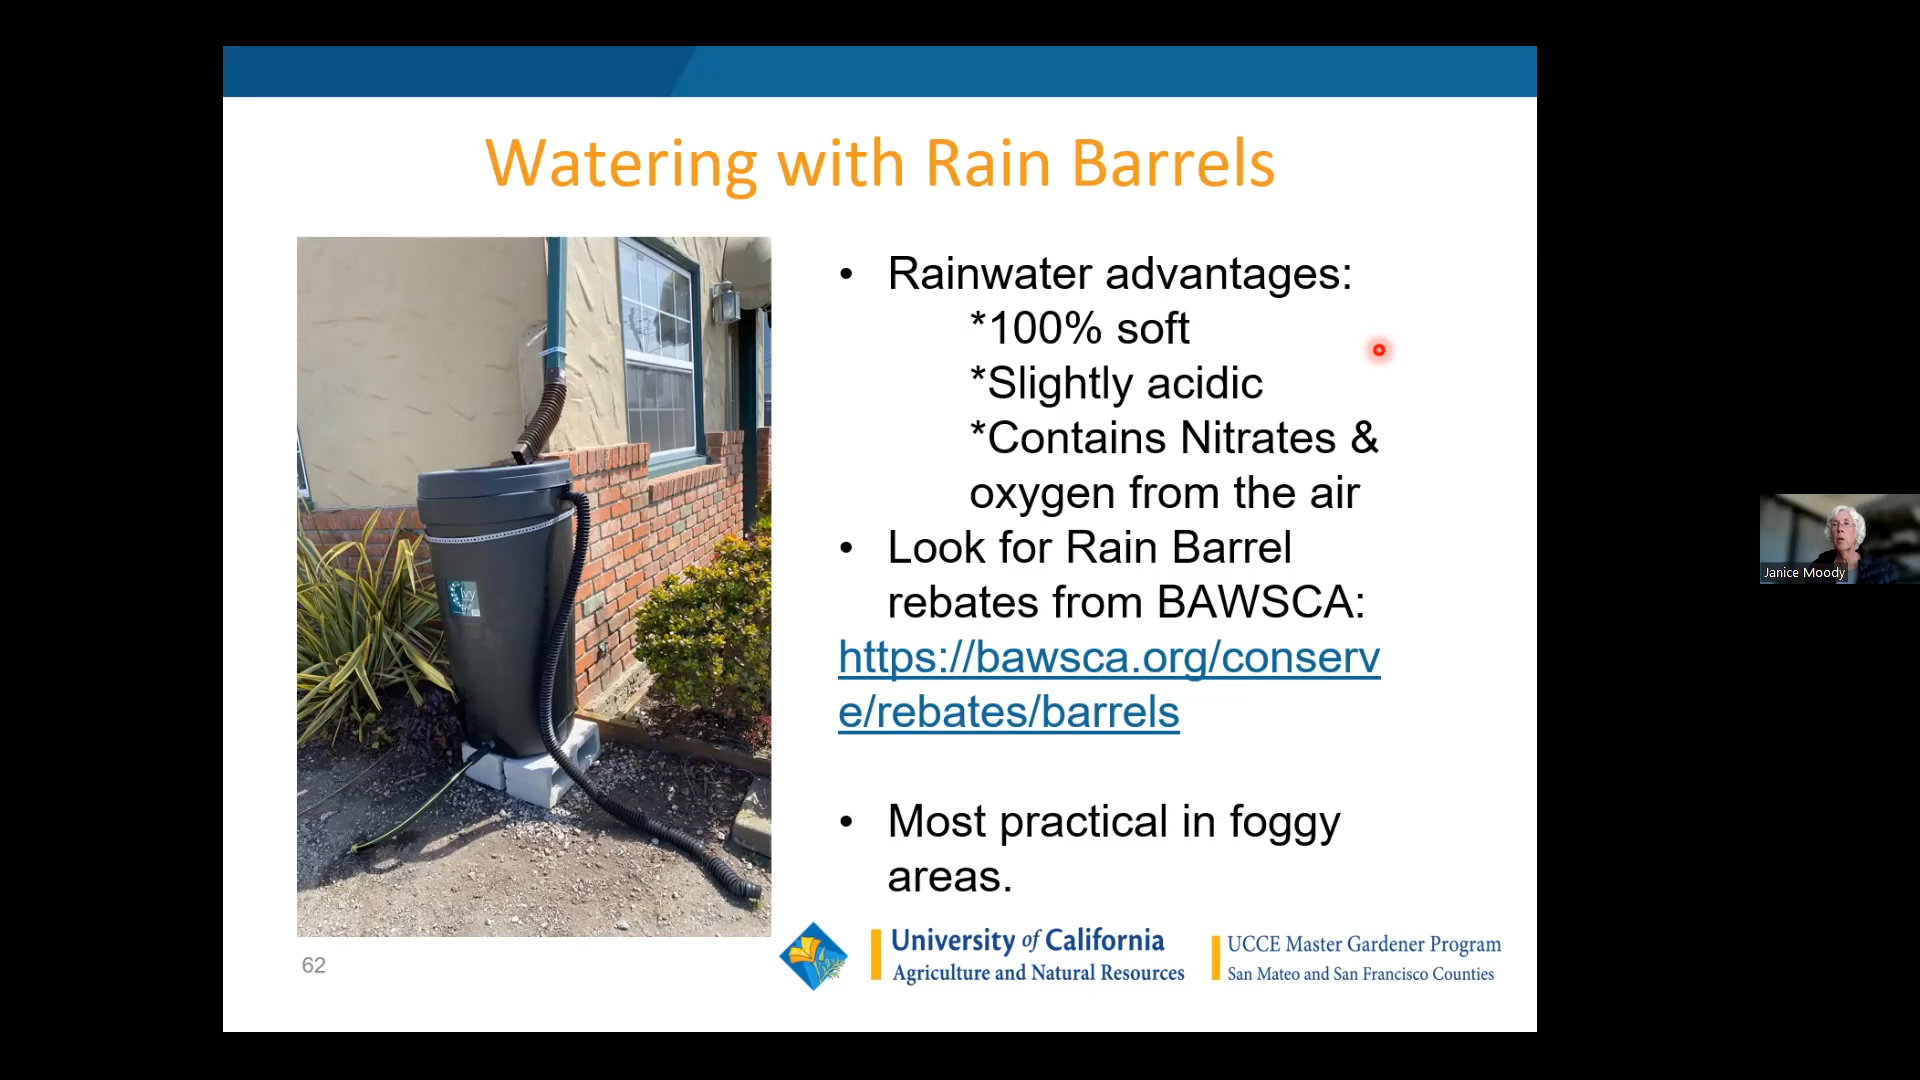 Watering with Rain Barrels
• Rainwater advantages:
*100% soft
*Slightly acidic
*Contains Nitrates &
oxygen from the air
• Look for Rain Barrel
rebates from BAWSCA:
https://bawsca.org/conserv
e/rebates/barrels
• Most practical in foggy
areas.
62
University of California
Agriculture and Natural Resources
UCCE Master Gardener Program
San Mateo and San Francisco Counties
Janice Moody